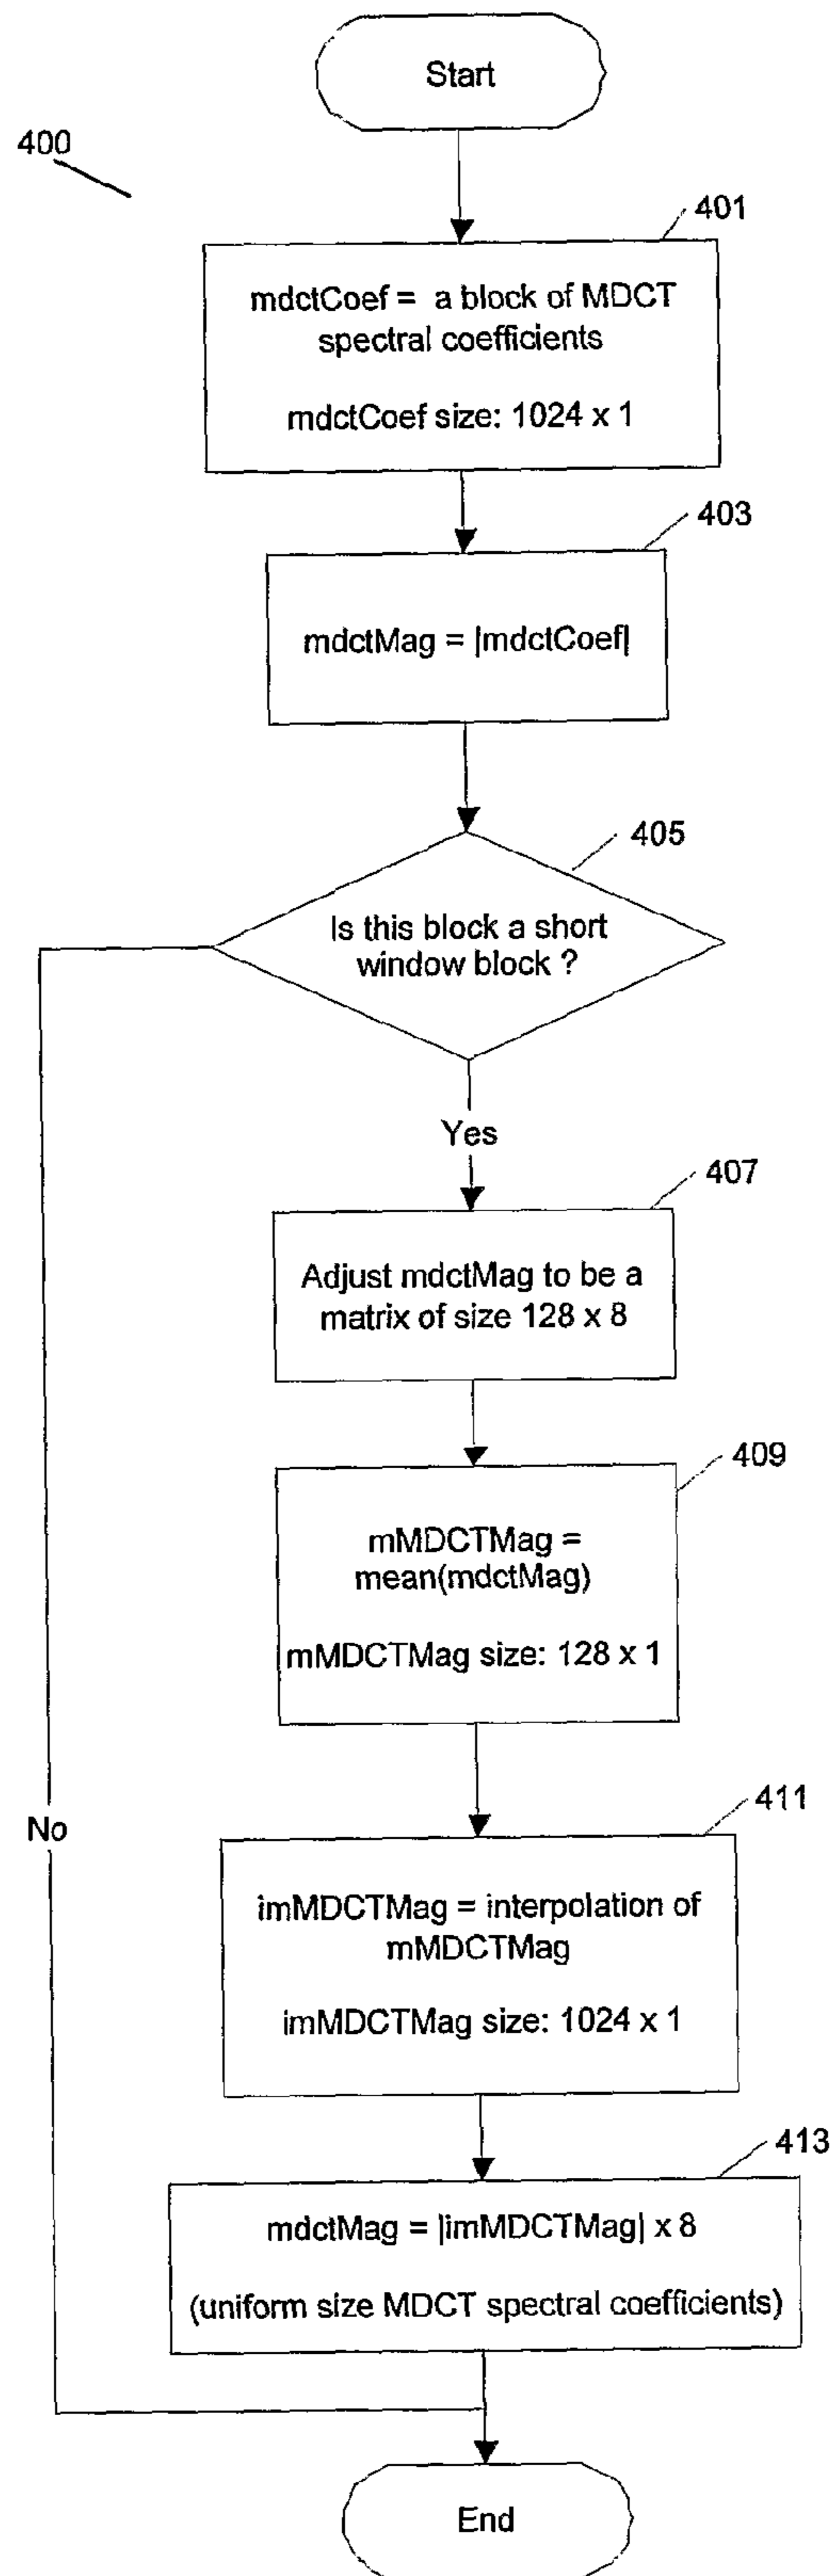 Start
400
401
mdctCoef = a block of MDCT
spectral coefficients
mdctCoef size: 1024 x 1
403
mdctMag = |mdctCoef|
405
Is this block a short
window block ?
Yes
407
Adjust mdctMag to be a
matrix of size 128 x 8
409
mMDCTMag =
mean(mdctMag)
mMDCTMag size: 128 x 1
411
No
imMDCTMag = interpolation of
mMDCTMag
imMDCTMag size: 1024 x 1
413
mdctMag = |imMDCTMag| x 8
(uniform size MDCT spectral coefficients)
End